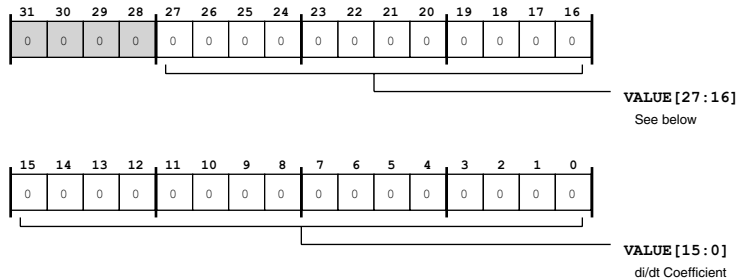 31 30 29 28 27 26 25 24 23 22 21 20 19 18 17 16
0 0 0 0 0 0 0 0 0 0 0 0 0 0 0 0
VALUE[27:16]
See below
15 14 13 12 11 10 9 8 7 6 5 4 3 2 1 0
0 0 0 0 0 0 0 0 0 0 0 0 0 0 0 0
VALUE[15:0]
di/dt Coefficient